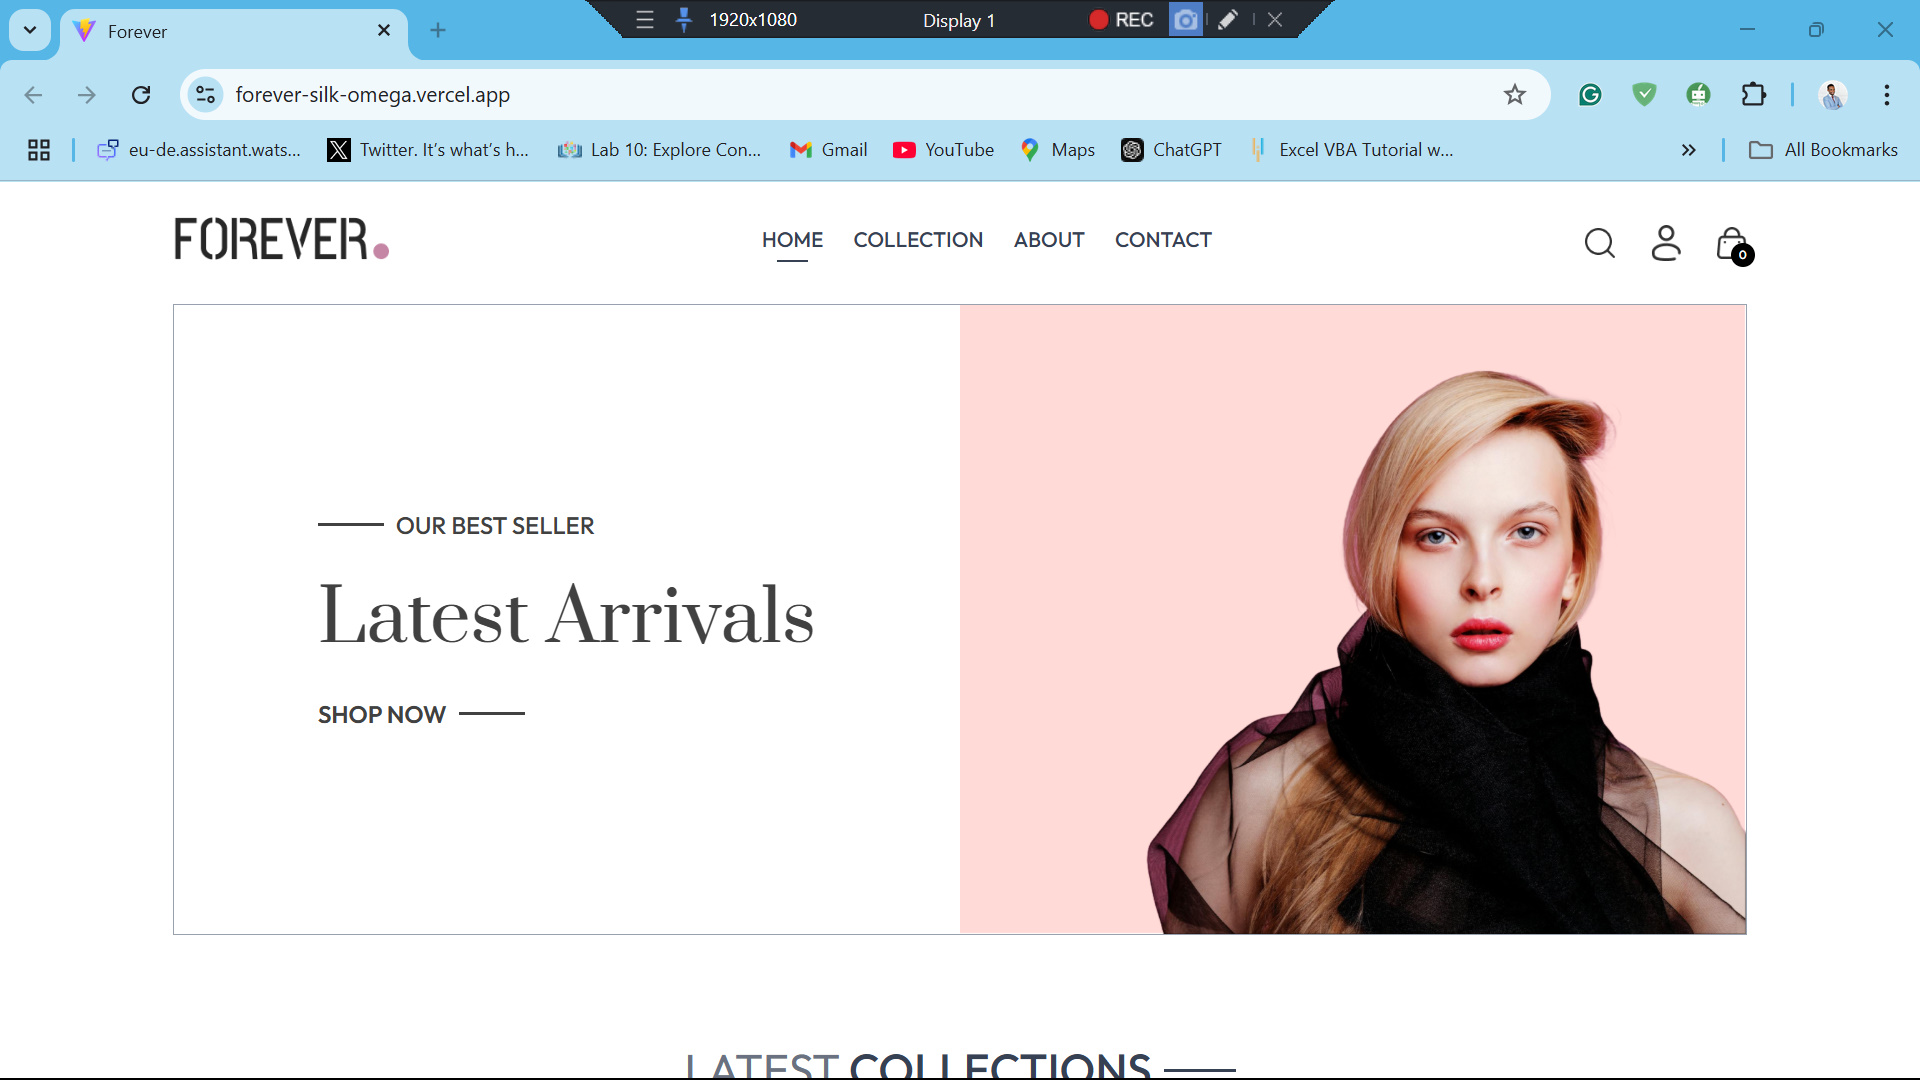 1920x1080 Display 1 REC
Forever
forever-silk-omega.vercel.app
eu-de.assistant.wats... Twitter. It's what's h... Lab 10: Explore Con... Gmail YouTube Maps ChatGPT Excel VBA Tutorial w... All Bookmarks
FOREVER. HOME COLLECTION ABOUT CONTACT 0
OUR BEST SELLER
Latest Arrivals
SHOP NOW
LATEST COLLECTIONS